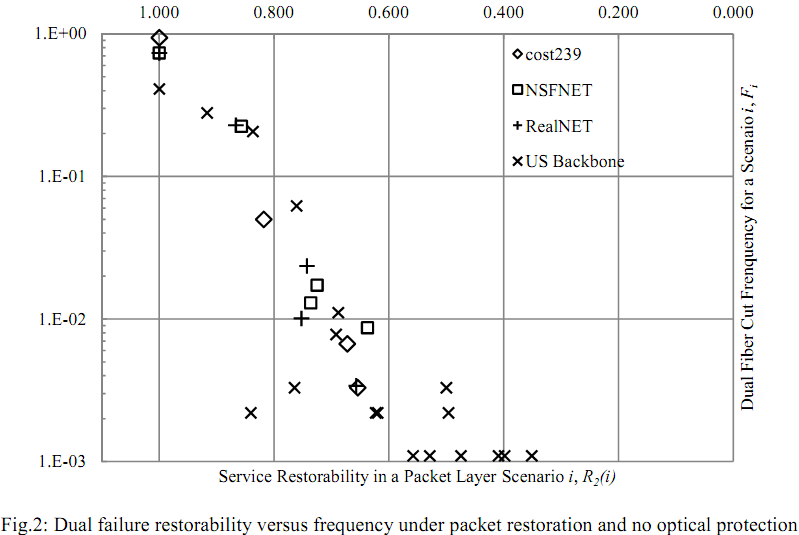 1.000 0.800 0.600 0.400 0.200 0.000
1.E+00
1.E-01
1.E-02
1.E-03
cost239
NSFNET
RealNET
US Backbone
Dual Fiber Cut Frenquency for a Scenaio i, Fi
Service Restorability in a Packet Layer Scenario i, R2(i)
Fig.2: Dual failure restorability versus frequency under packet restoration and no optical protection